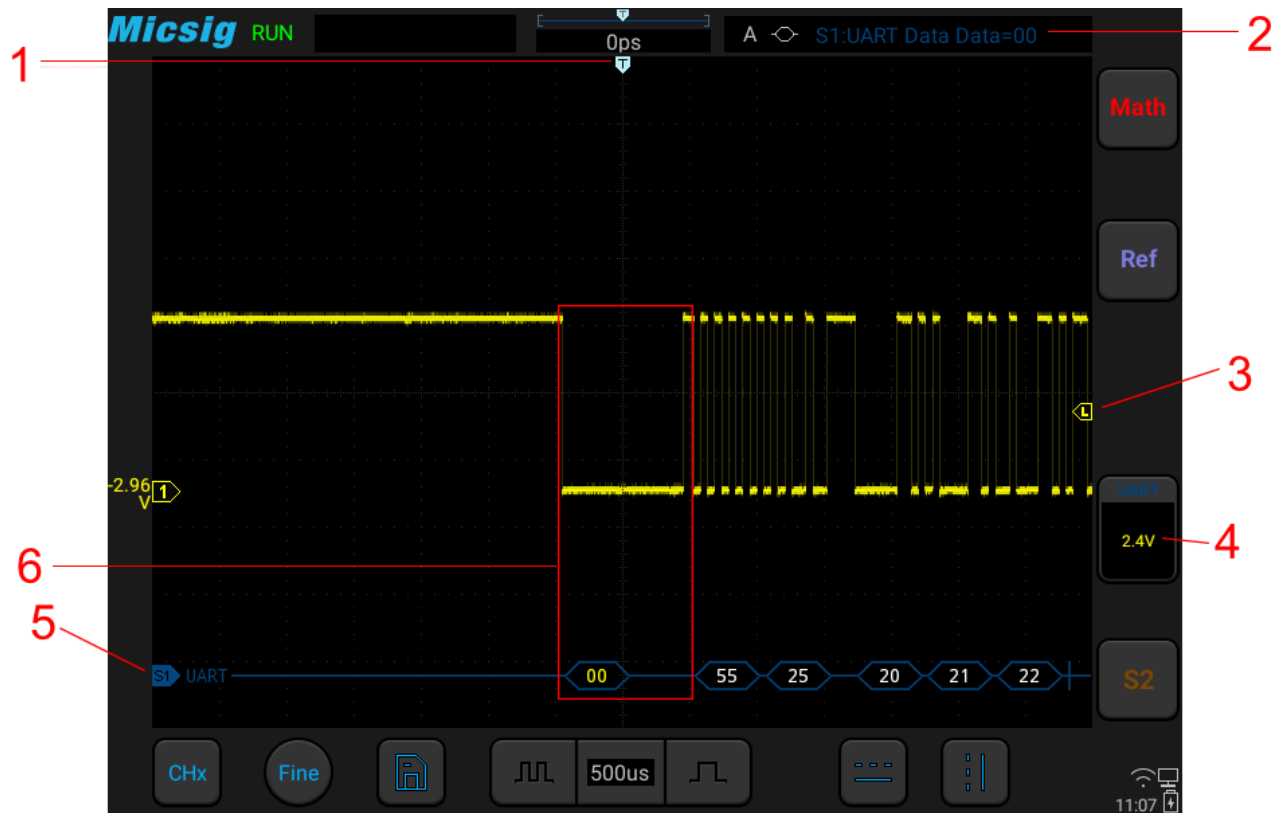 Micsig RUN
T
0ps
A S1:UART Data Data=00
2
1
T
Math
Ref
3
L
-2.96
V
1
UART
2.4V
4
6
5
S1 UART 00 55 25 20 21 22
S2
CHx Fine 500us
11:07